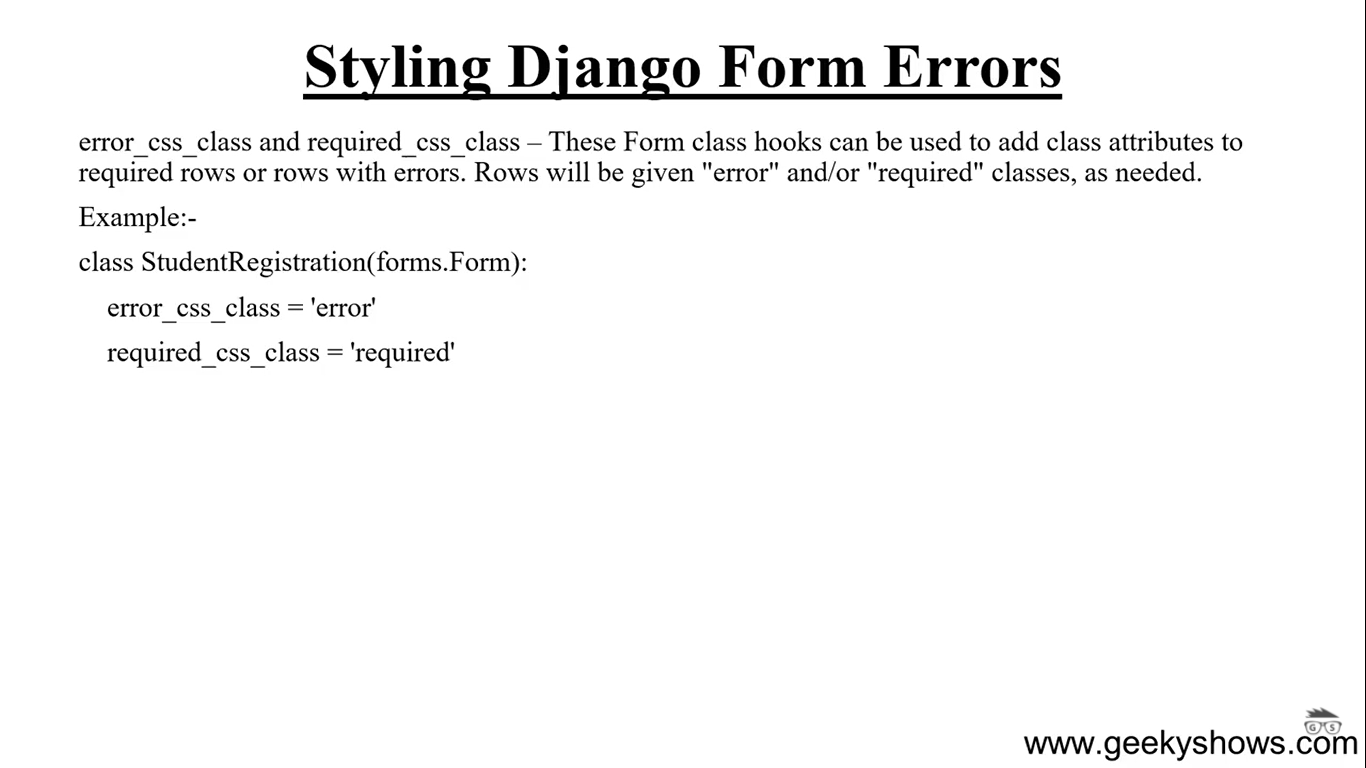 Styling Django Form Errors
error_css_class and required_css_class – These Form class hooks can be used to add class attributes to
required rows or rows with errors. Rows will be given "error" and/or "required" classes, as needed.
Example:-
class StudentRegistration(forms.Form):
error_css_class = 'error'
required_css_class = 'required'
G S
www.geekyshows.com